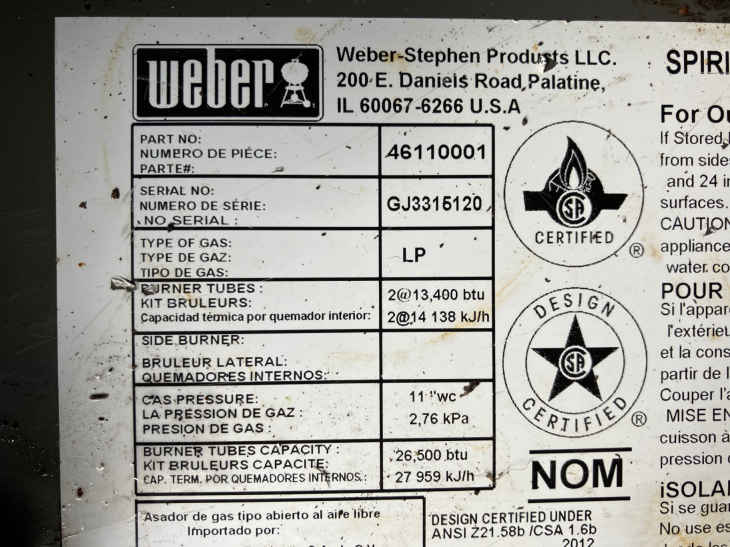 weber
Weber-Stephen Products LLC.
200 E. Daniels Road, Palatine,
IL 60067-6266 U.S.A
PART NO:
NUMERO DE PIÉCE:
PARTE#:
46110001
SERIAL NO:
NUMERO DE SÉRIE:
NO SERIAL :
GJ3315120
TYPE OF GAS:
TYPE DE GAZ:
TIPO DE GAS:
LP
BURNER TUBES :
KIT BRULEURS:
Capacidad térmica por quemador interior:
2@13,400 btu
2@14 138 kJ/h
SIDE BURNER:
BRULEUR LATERAL:
QUEMADORES INTERNOS:
GAS PRESSURE:
LA PRESSION DE GAZ :
PRESION DE GAS :
11 "wc
2,76 kPa
BURNER TUBES CAPACITY :
KIT BRULEURS CAPACITE:
CAP. TERM. POR QUEMADORES INTERNOS.:
26,500 btu
27 959 kJ/h
Asador de gas tipo abierto al aire libre
Importado por:
SA
CERTIFIED
®
DESIGN
SA
CERTIFIED
®
NOM
DESIGN CERTIFIED UNDER
ANSI Z21.58b /CSA 1.6b
2012
SPIRI
For Ou
If Stored
from side
and 24 i
surfaces.
CAUTION
appliance
water. co
POUR
Si l'appar
l'extérieu
et la cons
partir de l
Couper l'a
MISE EN
cuisson à
pression
iSOLA
Si se gua
No use es